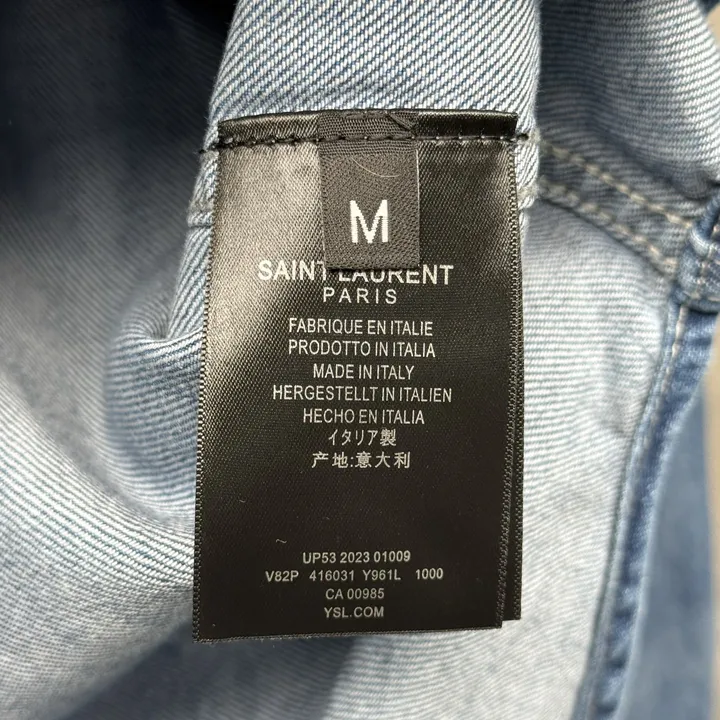 M
SAINT LAURENT
PARIS
FABRIQUE EN ITALIE
PRODOTTO IN ITALIA
MADE IN ITALY
HERGESTELLT IN ITALIEN
HECHO EN ITALIA
イタリア製
产地:意大利
UP53 2023 01009
V82P 416031 Y961L 1000
CA 00985
YSL.COM